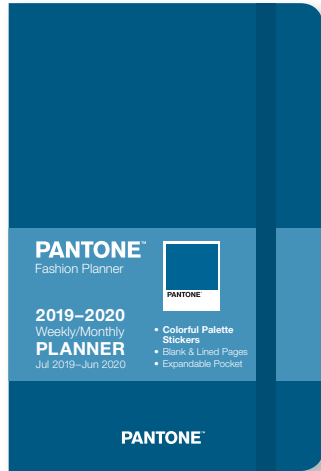 PANTONE™
Fashion Planner
PANTONE™
2019–2020
Weekly/Monthly
PLANNER
Jul 2019–Jun 2020
• Colorful Palette
Stickers
• Blank & Lined Pages
• Expandable Pocket
PANTONE™